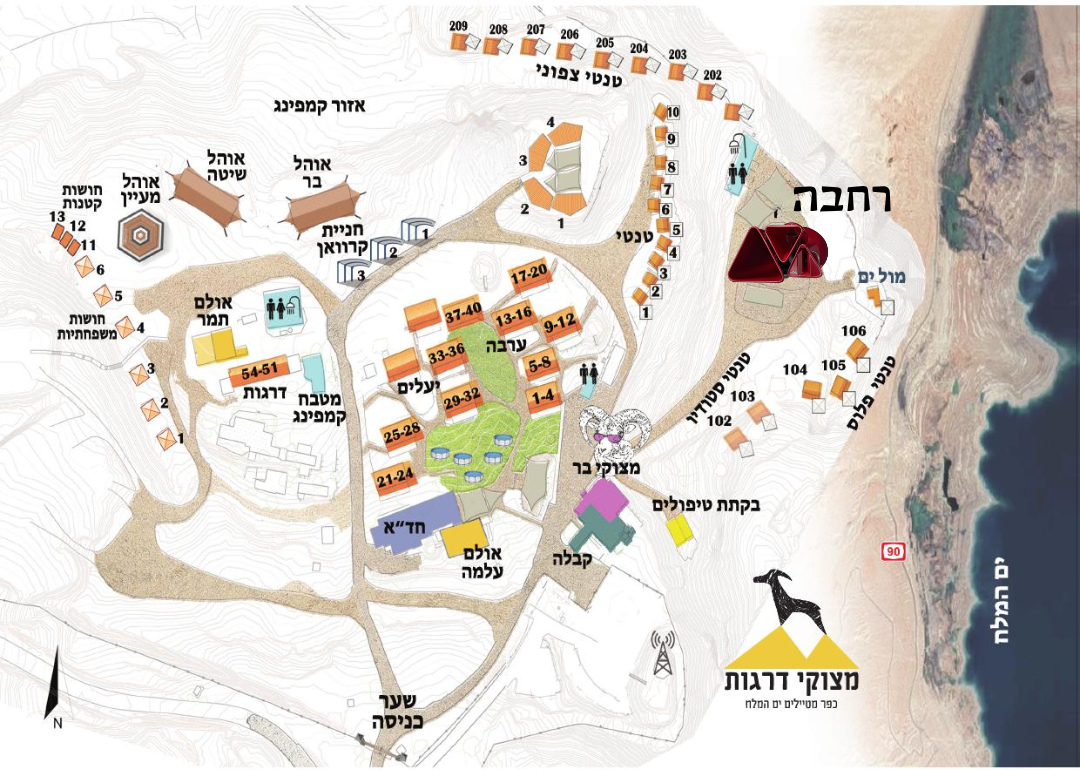 209
208
207
206
205
204
203
202
טנטי צפוני
אזור קמפינג
10
9
8
7
6
5
4
3
2
1
טנטי
4
3
2
1
רחבה
מול ים
אוהל
שיטה
אוהל
בר
אוהל
מעיין
חושות
קטנות
13
12
11
6
5
4
3
2
1
חושות
משפחתיות
חניית
קרוואן
1
2
3
אולם
תמר
54-51
דרגות
מטבח
קמפינג
17-20
37-40
13-16
9-12
ערבה
33-36
5-8
יעלים
29-32
1-4
25-28
21-24
חד״א
אולם
עלמה
מצוקי בר
קבלה
בקתת טיפולים
טנטי סטודיו
102
103
104
105
106
טנטי פלוס
90
ים המלח
מצוקי דרגות
כפר מטיילים ים המלח
שער
כניסה
N